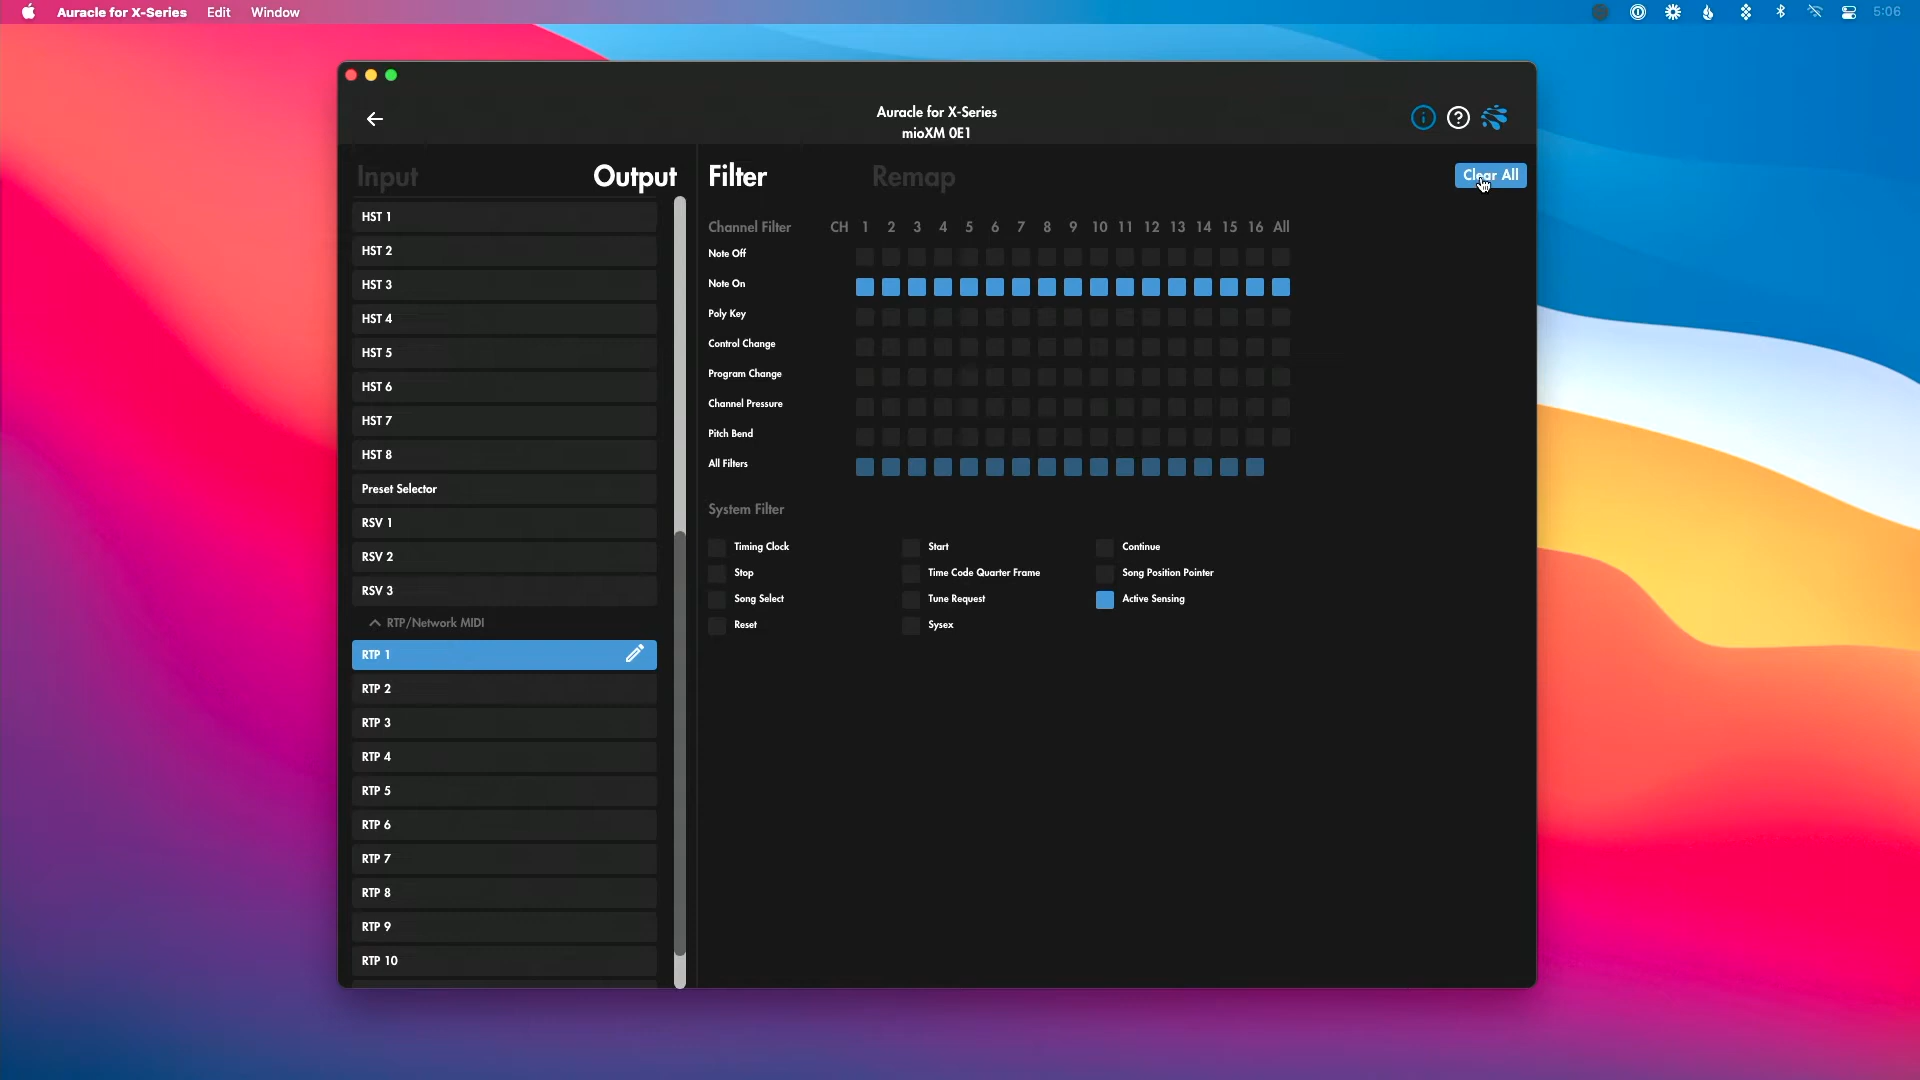 Auracle for X-Series Edit Window 5:06
Auracle for X-Series
mioXM 0E1
Input Output
HST 1
HST 2
HST 3
HST 4
HST 5
HST 6
HST 7
HST 8
Preset Selector
RSV 1
RSV 2
RSV 3
RTP/Network MIDI
RTP 1
RTP 2
RTP 3
RTP 4
RTP 5
RTP 6
RTP 7
RTP 8
RTP 9
RTP 10
Filter Remap Clear All
Channel Filter CH 1 2 3 4 5 6 7 8 9 10 11 12 13 14 15 16 All
Note Off
Note On
Poly Key
Control Change
Program Change
Channel Pressure
Pitch Bend
All Filters
System Filter
Timing Clock Start Continue
Stop Time Code Quarter Frame Song Position Pointer
Song Select Tune Request Active Sensing
Reset Sysex